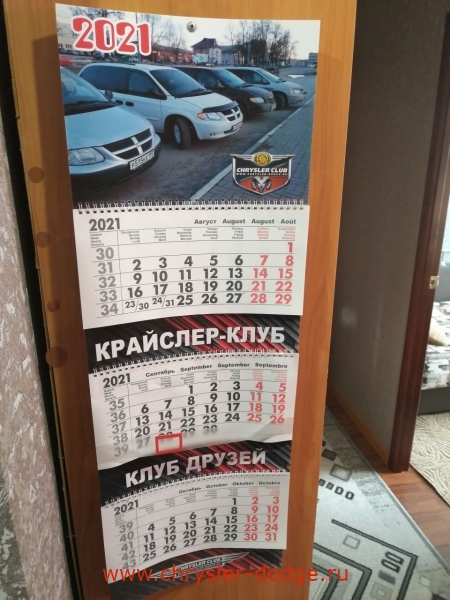 2021
CHRYSLER CLUB
2021 Август August August Août
30 1
31 2 3 4 5 6 7 8
32 9 10 11 12 13 14 15
33 16 17 18 19 20 21 22
34 23/30 24/31 25 26 27 28 29
КРАЙСЛЕР-КЛУБ
2021 Сентябрь September September Septembre
35 1 2 3 4 5
36 6 7 8 9 10 11 12
37 13 14 15 16 17 18 19
38 20 21 22 23 24 25 26
39 27 29 30
КЛУБ ДРУЗЕЙ
2021 Октябрь October Oktober Octobre
39 1 2 3
40 4 5 6 7 8 9 10
41 11 12 13 14 15 16 17
42 18 19 20 21 22 23 24
43 25 26 27 28 29 30 31
www.chrysler-dodge.ru